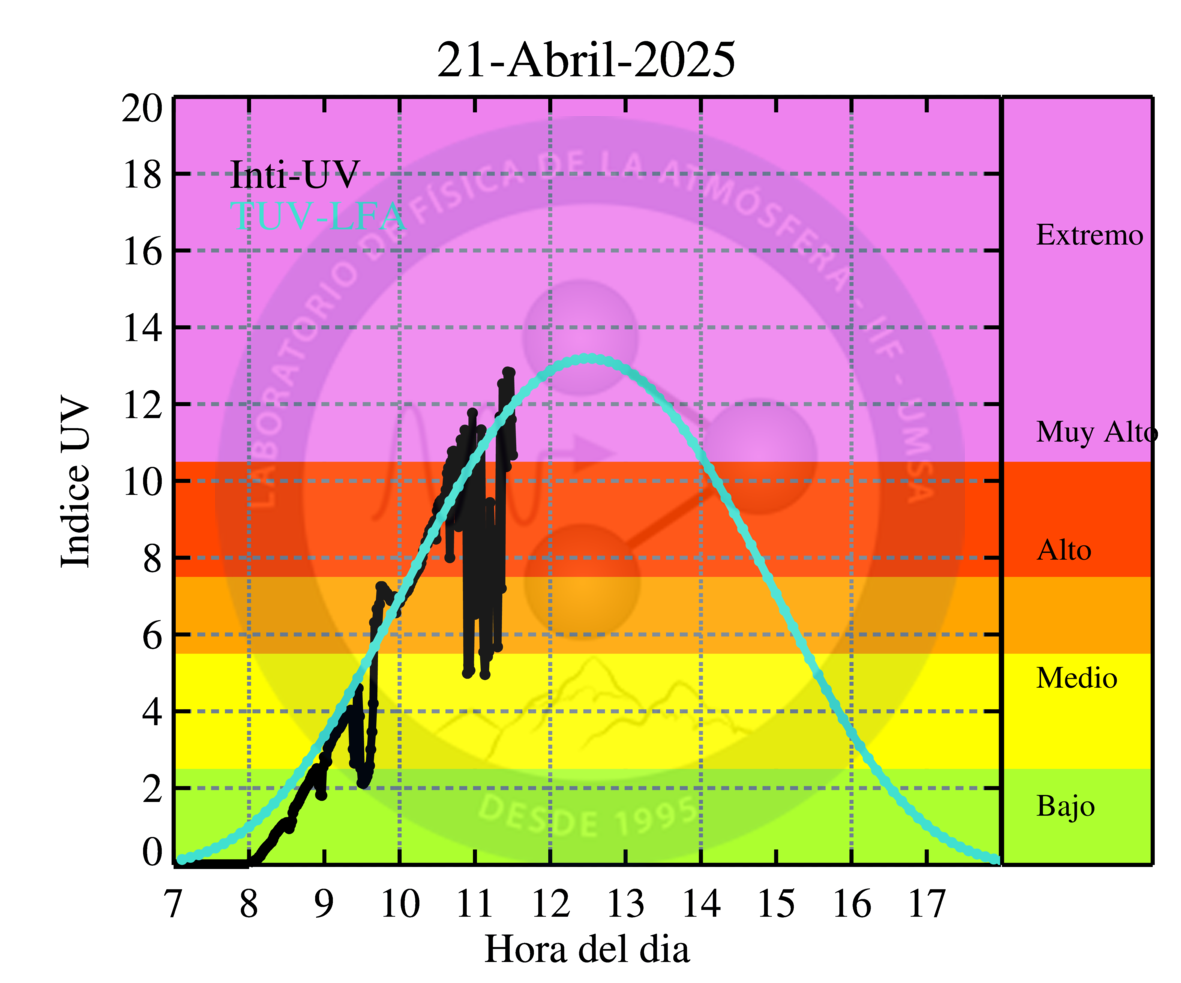 21-Abril-2025
Inti-UV
TUV-LFA
LABORATORIO DE FÍSICA DE LA ATMÓSFERA - IIF - UMSA
DESDE 1995
Indice UV
20
18
16
14
12
10
8
6
4
2
0
7 8 9 10 11 12 13 14 15 16 17
Hora del dia
Extremo
Muy Alto
Alto
Medio
Bajo